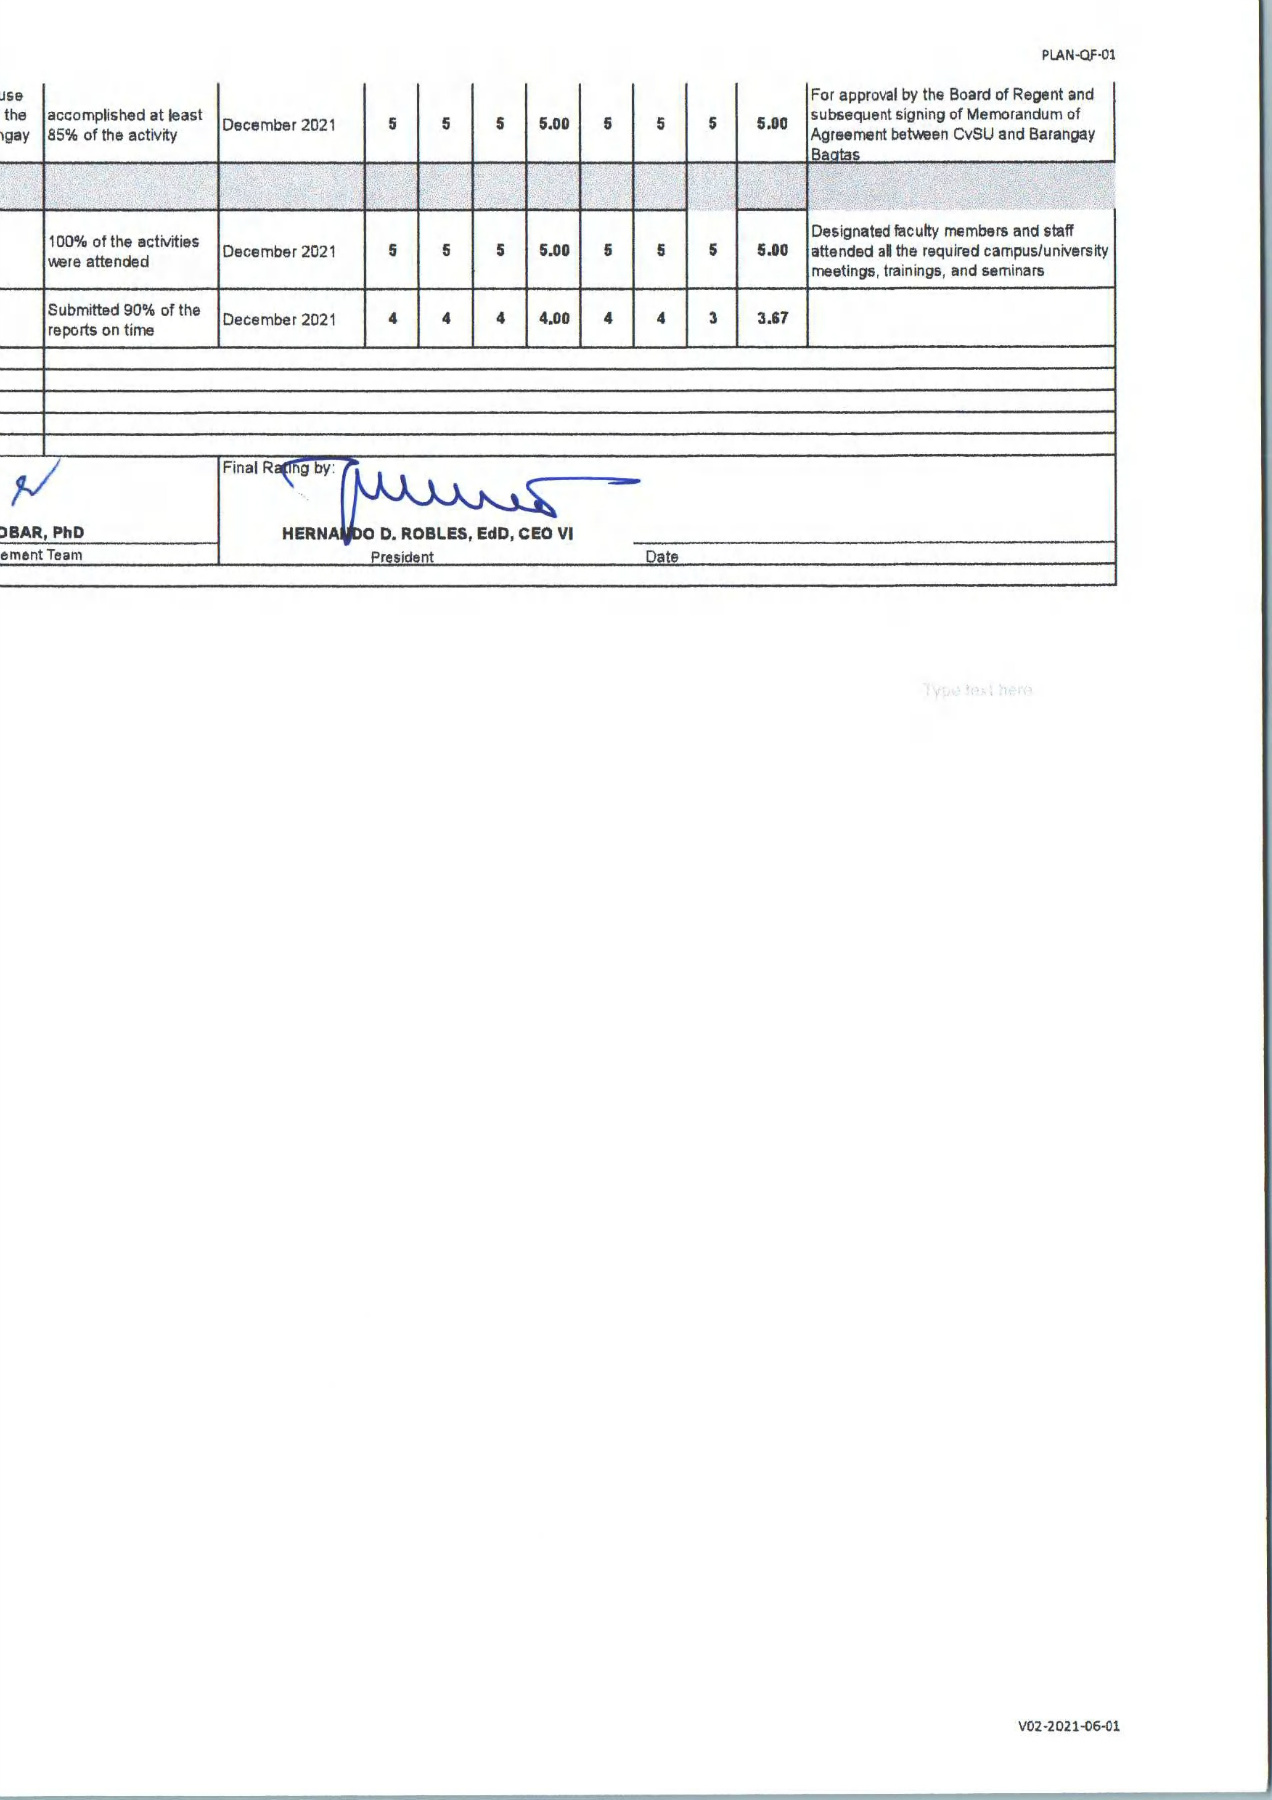 PLAN-QF-01
use
the
ngay
accomplished at least
85% of the activity
December 2021
5 5 5 5.00 5 5 5 5.00
For approval by the Board of Regent and
subsequent signing of Memorandum of
Agreement between CvSU and Barangay
Bagtas
100% of the activities
were attended
December 2021
5 5 5 5.00 5 5 5 5.00
Designated faculty members and staff
attended all the required campus/university
meetings, trainings, and seminars
Submitted 90% of the
reports on time
December 2021
4 4 4 4.00 4 4 3 3.67
OBAR, PhD
ement Team
Final Rating by:
HERNANDO D. ROBLES, EdD, CEO VI
President
Date
Type text here
V02-2021-06-01